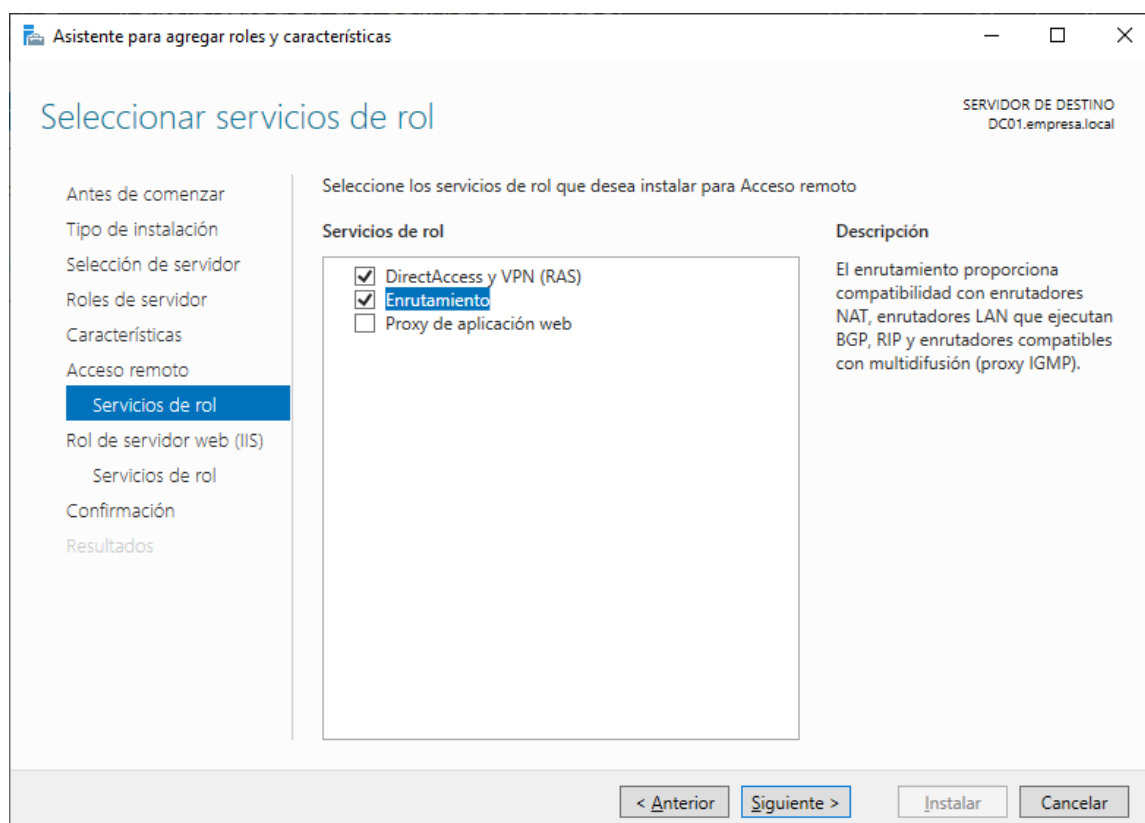 Asistente para agregar roles y características
Seleccionar servicios de rol
SERVIDOR DE DESTINO
DC01.empresa.local
Antes de comenzar
Tipo de instalación
Selección de servidor
Roles de servidor
Características
Acceso remoto
Servicios de rol
Rol de servidor web (IIS)
Servicios de rol
Confirmación
Resultados
Seleccione los servicios de rol que desea instalar para Acceso remoto
Servicios de rol
DirectAccess y VPN (RAS)
Enrutamiento
Proxy de aplicación web
Descripción
El enrutamiento proporciona
compatibilidad con enrutadores
NAT, enrutadores LAN que ejecutan
BGP, RIP y enrutadores compatibles
con multidifusión (proxy IGMP).
< Anterior
Siguiente >
Instalar
Cancelar